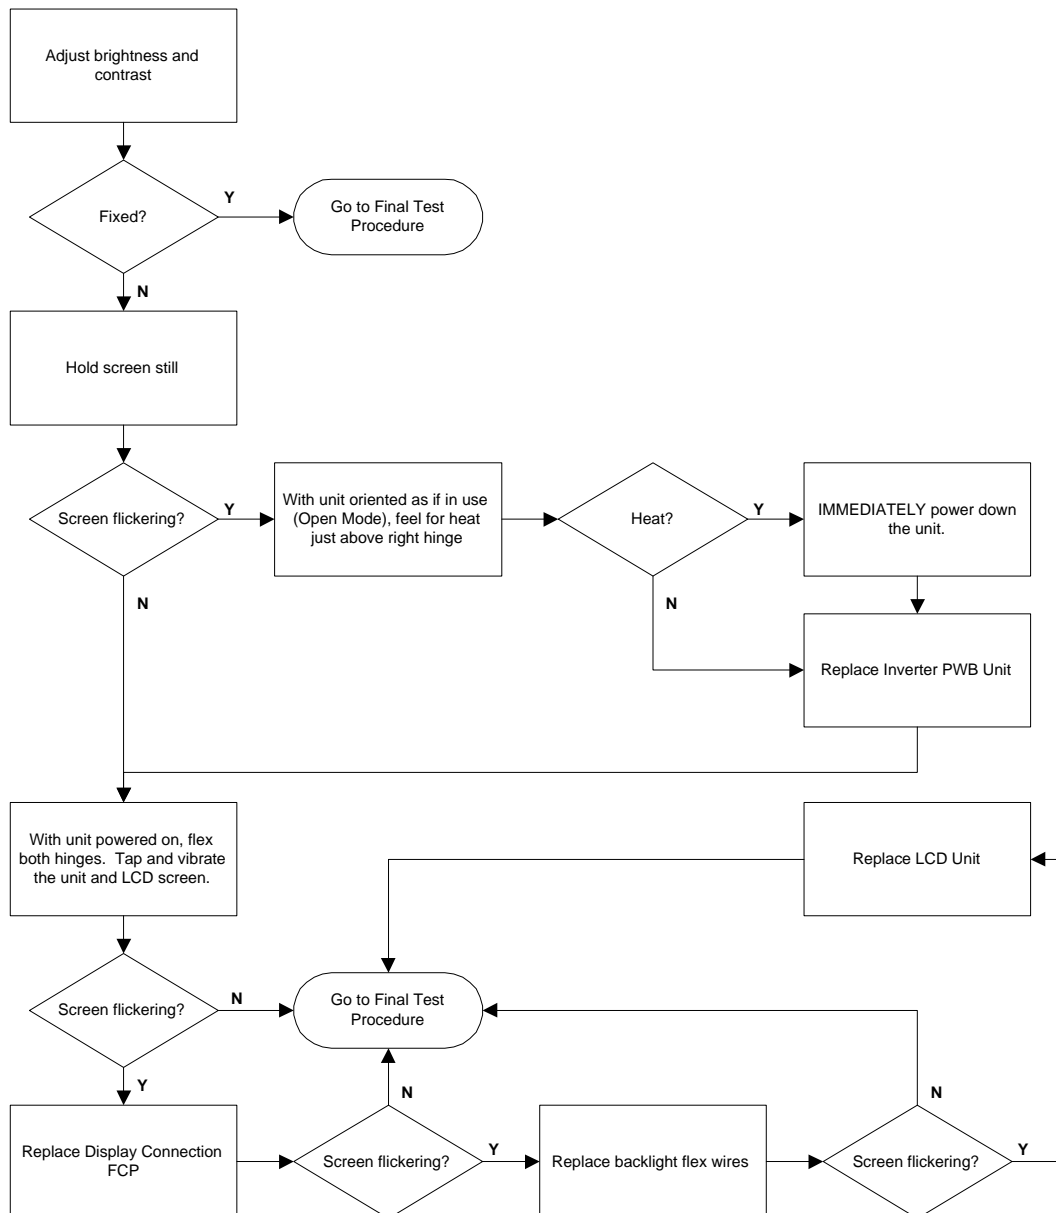 Adjust brightness and
contrast
Fixed?
Y
Go to Final Test
Procedure
N
Hold screen still
Screen flickering?
Y
With unit oriented as if in use
(Open Mode), feel for heat
just above right hinge
Heat?
Y
IMMEDIATELY power down
the unit.
N
N
Replace Inverter PWB Unit
With unit powered on, flex
both hinges.  Tap and vibrate
the unit and LCD screen.
Replace LCD Unit
Screen flickering?
N
Go to Final Test
Procedure
Y
N
N
Replace Display Connection
FCP
Screen flickering?
Y
Replace backlight flex wires
Screen flickering?
Y